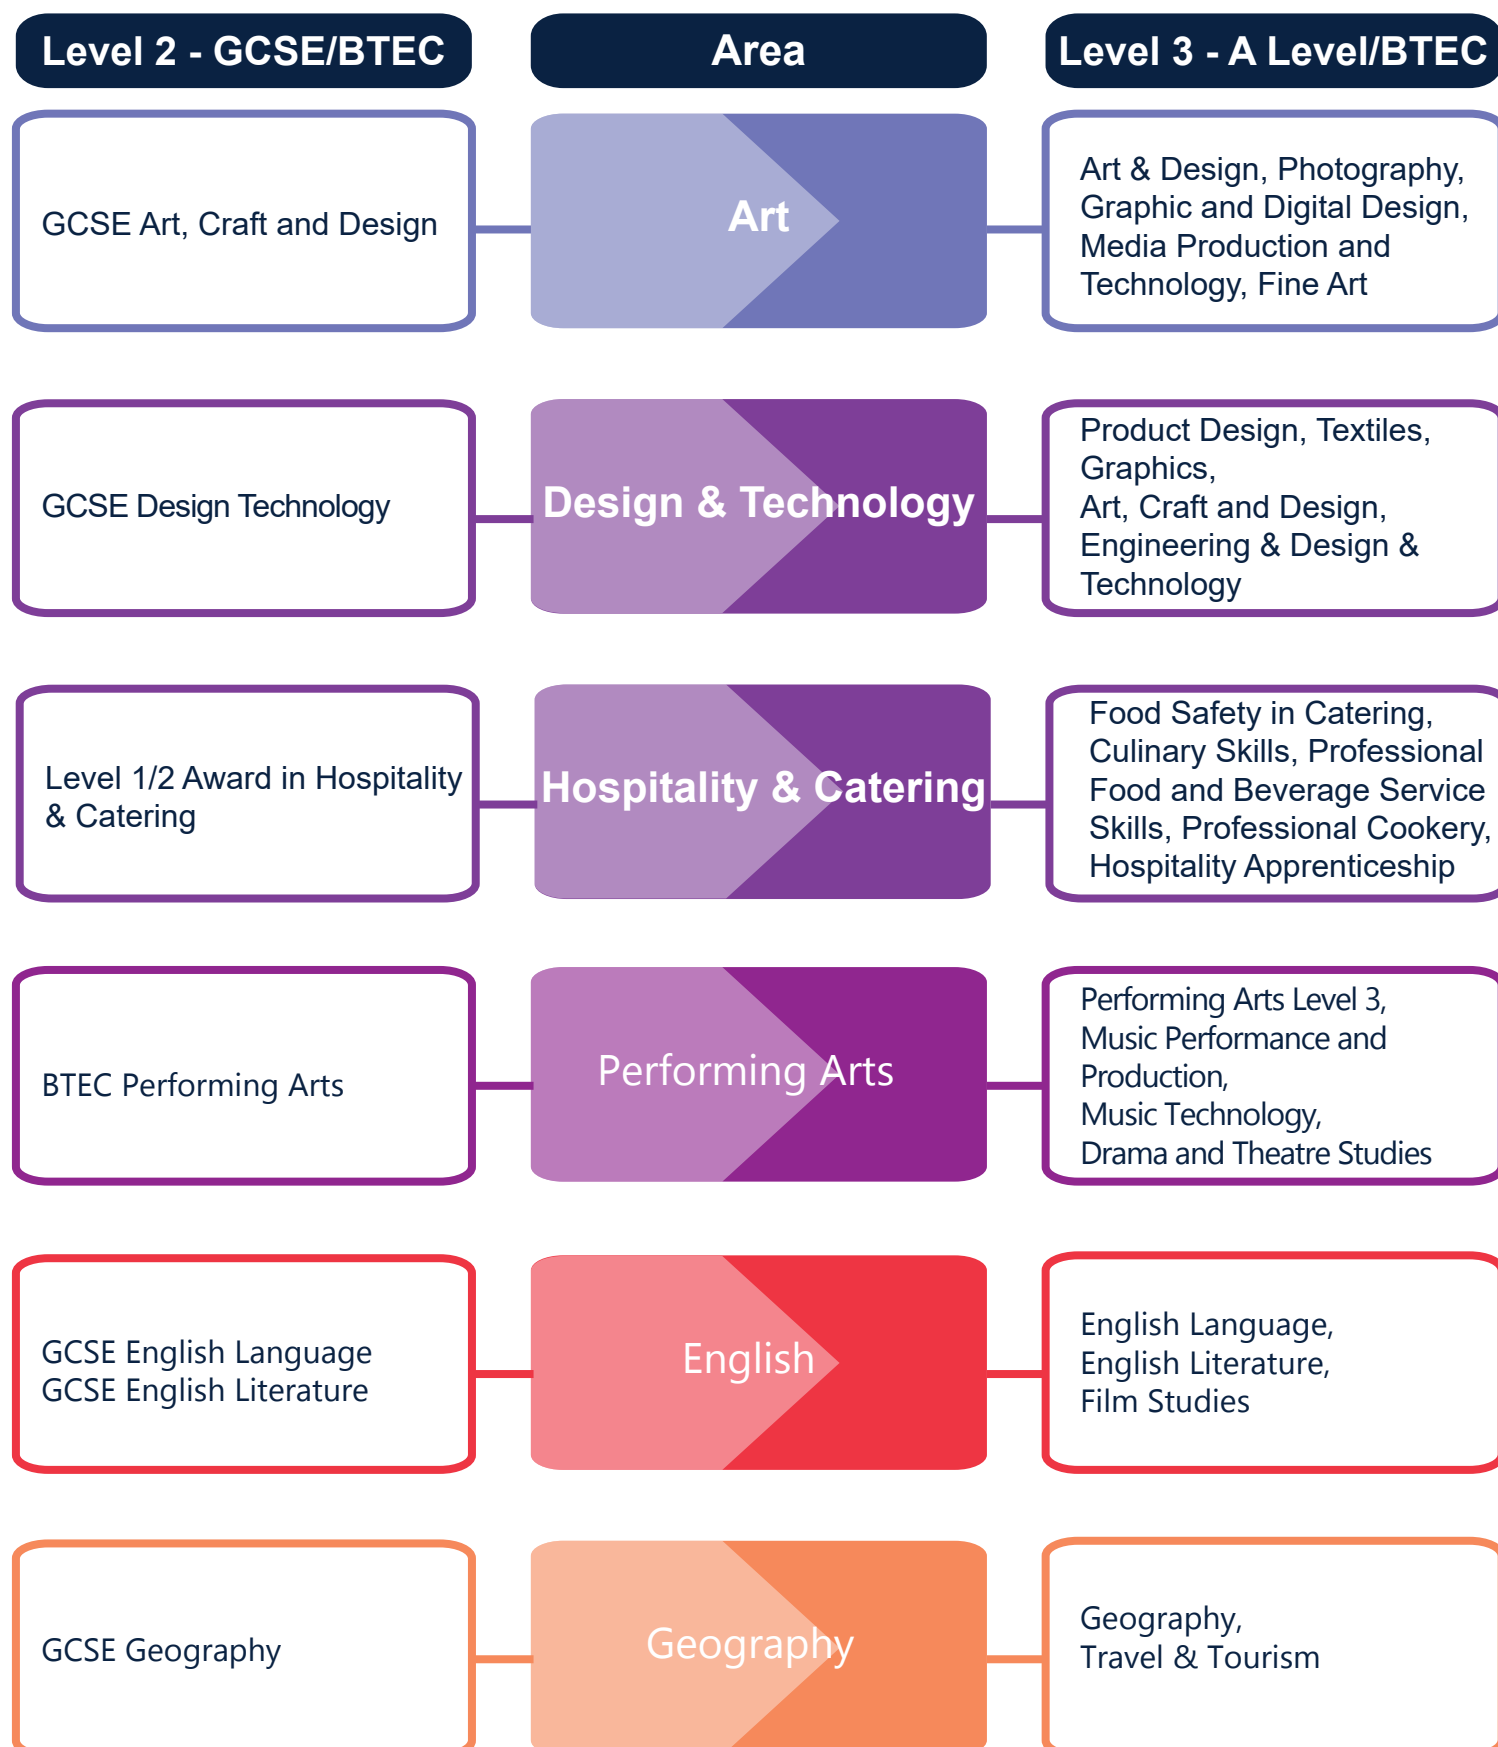 Level 2 - GCSE/BTEC
Area
Level 3 - A Level/BTEC
GCSE Art, Craft and Design
Art
Art & Design, Photography,
Graphic and Digital Design,
Media Production and
Technology, Fine Art
GCSE Design Technology
Design & Technology
Product Design, Textiles,
Graphics,
Art, Craft and Design,
Engineering & Design &
Technology
Level 1/2 Award in Hospitality
& Catering
Hospitality & Catering
Food Safety in Catering,
Culinary Skills, Professional
Food and Beverage Service
Skills, Professional Cookery,
Hospitality Apprenticeship
BTEC Performing Arts
Performing Arts
Performing Arts Level 3,
Music Performance and
Production,
Music Technology,
Drama and Theatre Studies
GCSE English Language
GCSE English Literature
English
English Language,
English Literature,
Film Studies
GCSE Geography
Geography
Geography,
Travel & Tourism